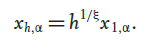 x_{h,α} = h^{1/ξ} x_{1,α}.